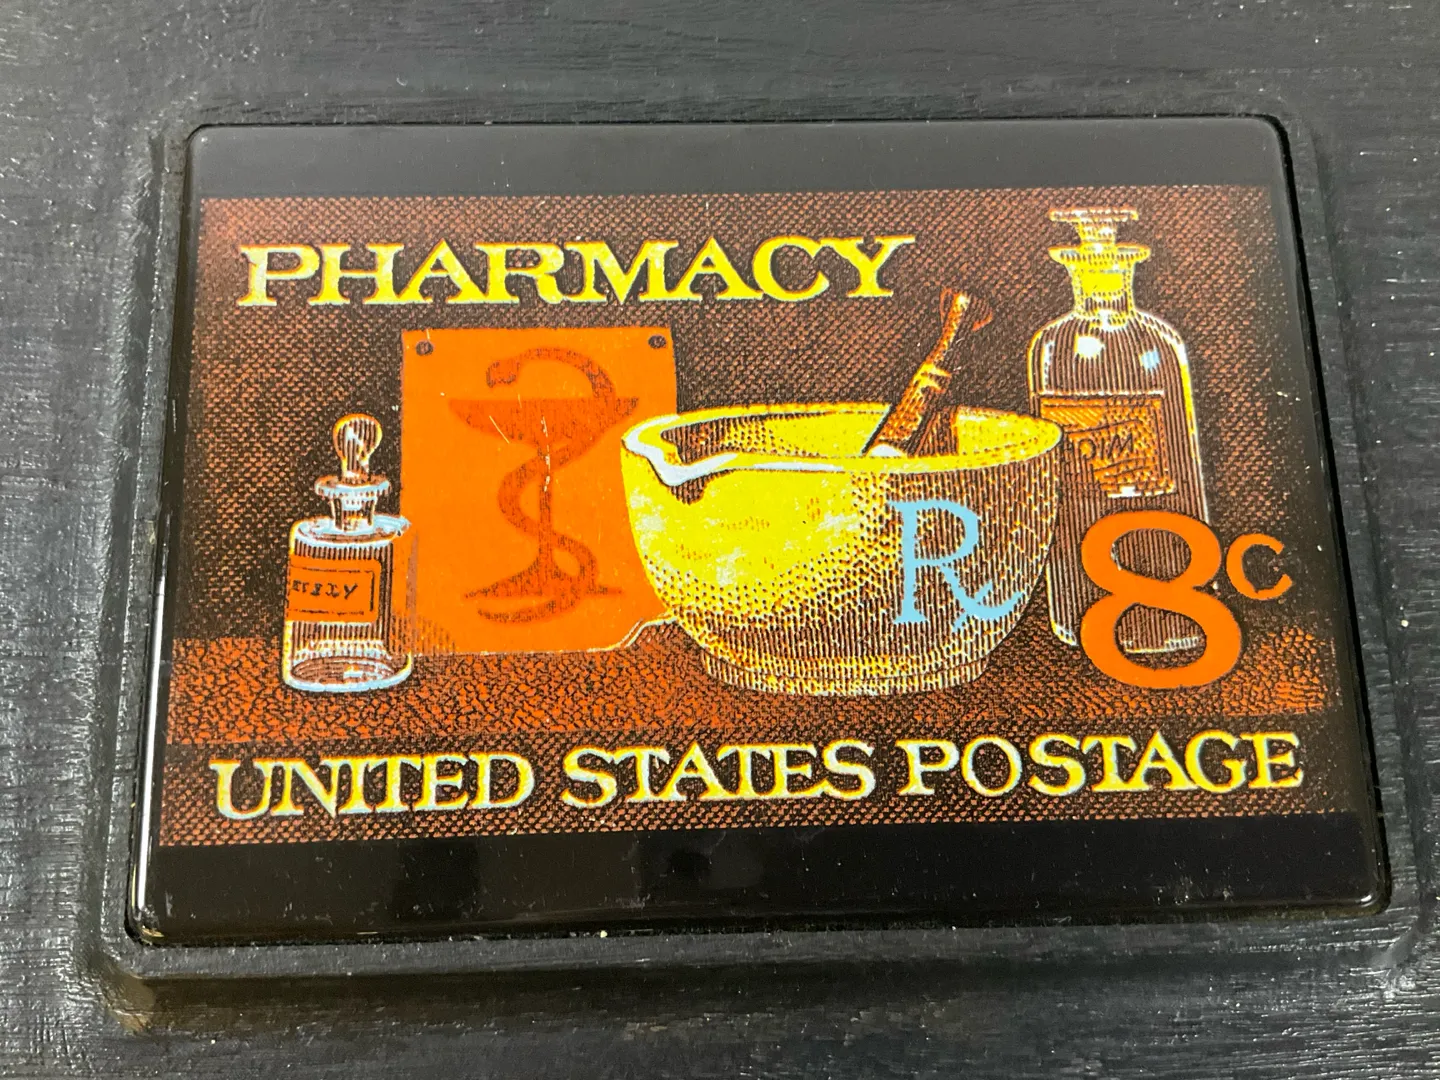 PHARMACY
Rx
8c
UNITED STATES POSTAGE